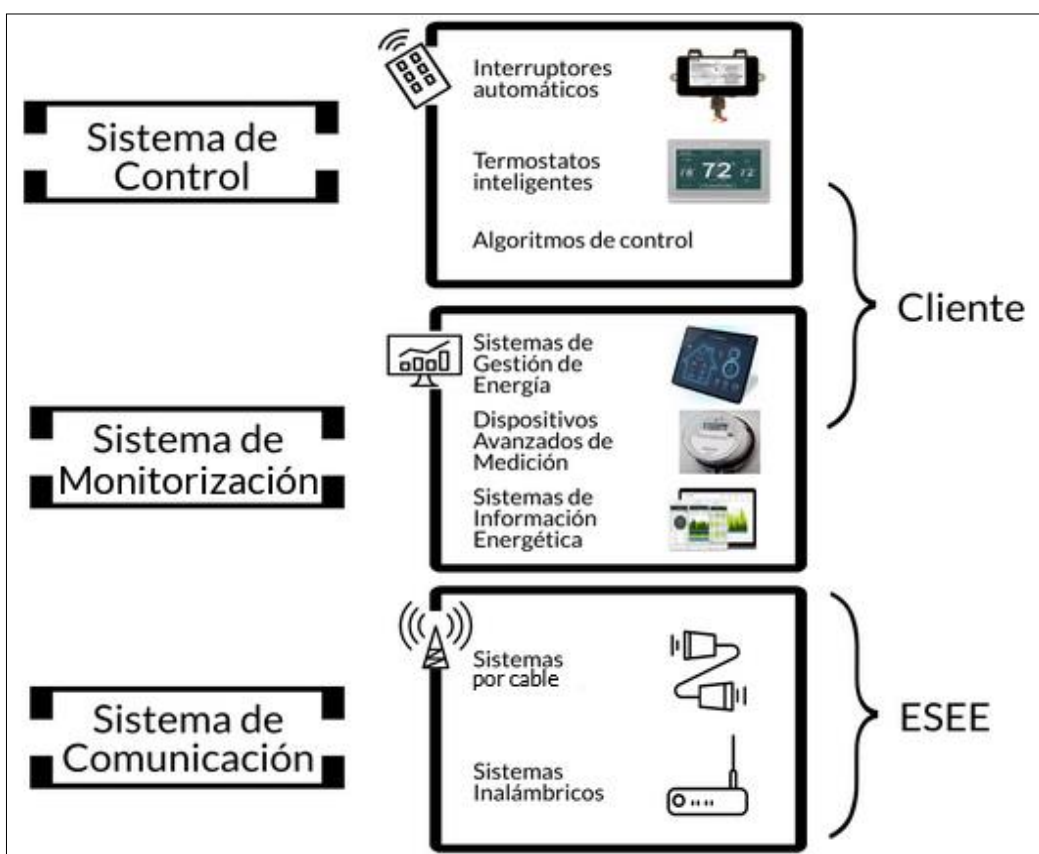 Sistema de
Control
Interruptores
automáticos
Termostatos
inteligentes
72
Algoritmos de control
Sistema de
Monitorización
Sistemas de
Gestión de
Energía
Dispositivos
Avanzados de
Medición
Sistemas de
Información
Energética
Cliente
Sistema de
Comunicación
Sistemas
por cable
Sistemas
Inalámbricos
ESEE